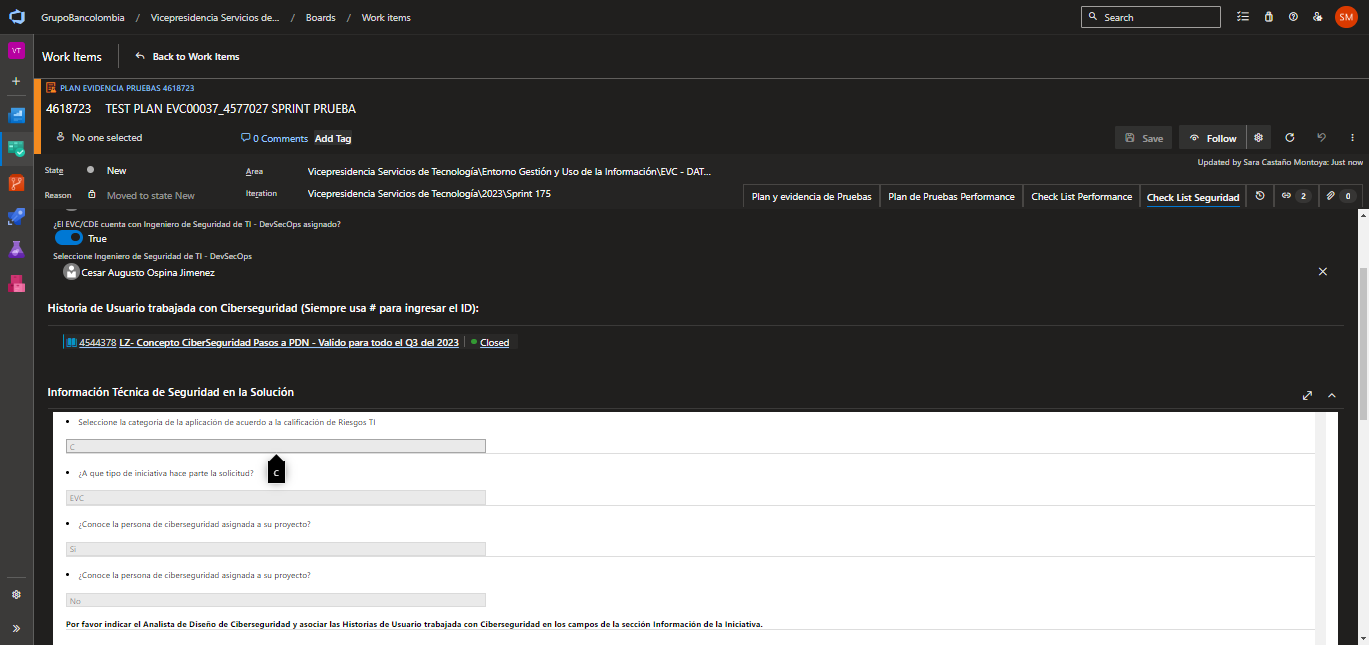 GrupoBancolombia / Vicepresidencia Servicios de... / Boards / Work items
Search
SM
VT
Work Items
Back to Work Items
PLAN EVIDENCIA PRUEBAS 4618723
4618723 TEST PLAN EVC00037_4577027 SPRINT PRUEBA
No one selected
0 Comments
Add Tag
Save
Follow
Updated by Sara Castaño Montoya: Just now
State New
Area Vicepresidencia Servicios de Tecnología\Entorno Gestión y Uso de la Información\EVC - DAT...
Reason Moved to state New
Iteration Vicepresidencia Servicios de Tecnología\2023\Sprint 175
Plan y evidencia de Pruebas
Plan de Pruebas Performance
Check List Performance
Check List Seguridad
2
0
¿El EVC/CDE cuenta con Ingeniero de Seguridad de TI - DevSecOps asignado?
True
Seleccione Ingeniero de Seguridad de TI - DevSecOps
Cesar Augusto Ospina Jimenez
Historia de Usuario trabajada con Ciberseguridad (Siempre usa # para ingresar el ID):
4544378 LZ- Concepto CiberSeguridad Pasos a PDN - Valido para todo el Q3 del 2023 Closed
Información Técnica de Seguridad en la Solución
• Seleccione la categoria de la aplicación de acuerdo a la calificación de Riesgos TI
C
• ¿A que tipo de iniciativa hace parte la solicitud?
C
EVC
• ¿Conoce la persona de ciberseguridad asignada a su proyecto?
Si
• ¿Conoce la persona de ciberseguridad asignada a su proyecto?
No
Por favor indicar el Analista de Diseño de Ciberseguridad y asociar las Historias de Usuario trabajada con Ciberseguridad en los campos de la sección Información de la Iniciativa.